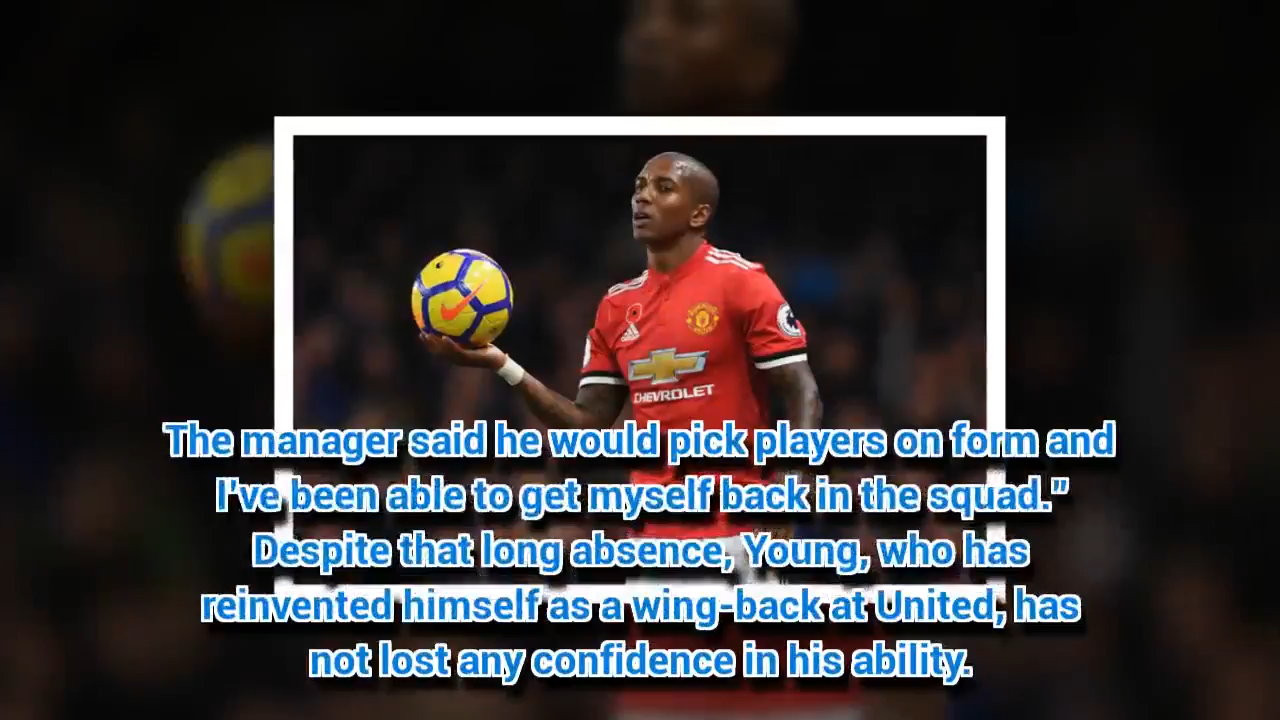 CHEVROLET
The manager said he would pick players on form and
I've been able to get myself back in the squad."
Despite that long absence, Young, who has
reinvented himself as a wing-back at United, has
not lost any confidence in his ability.